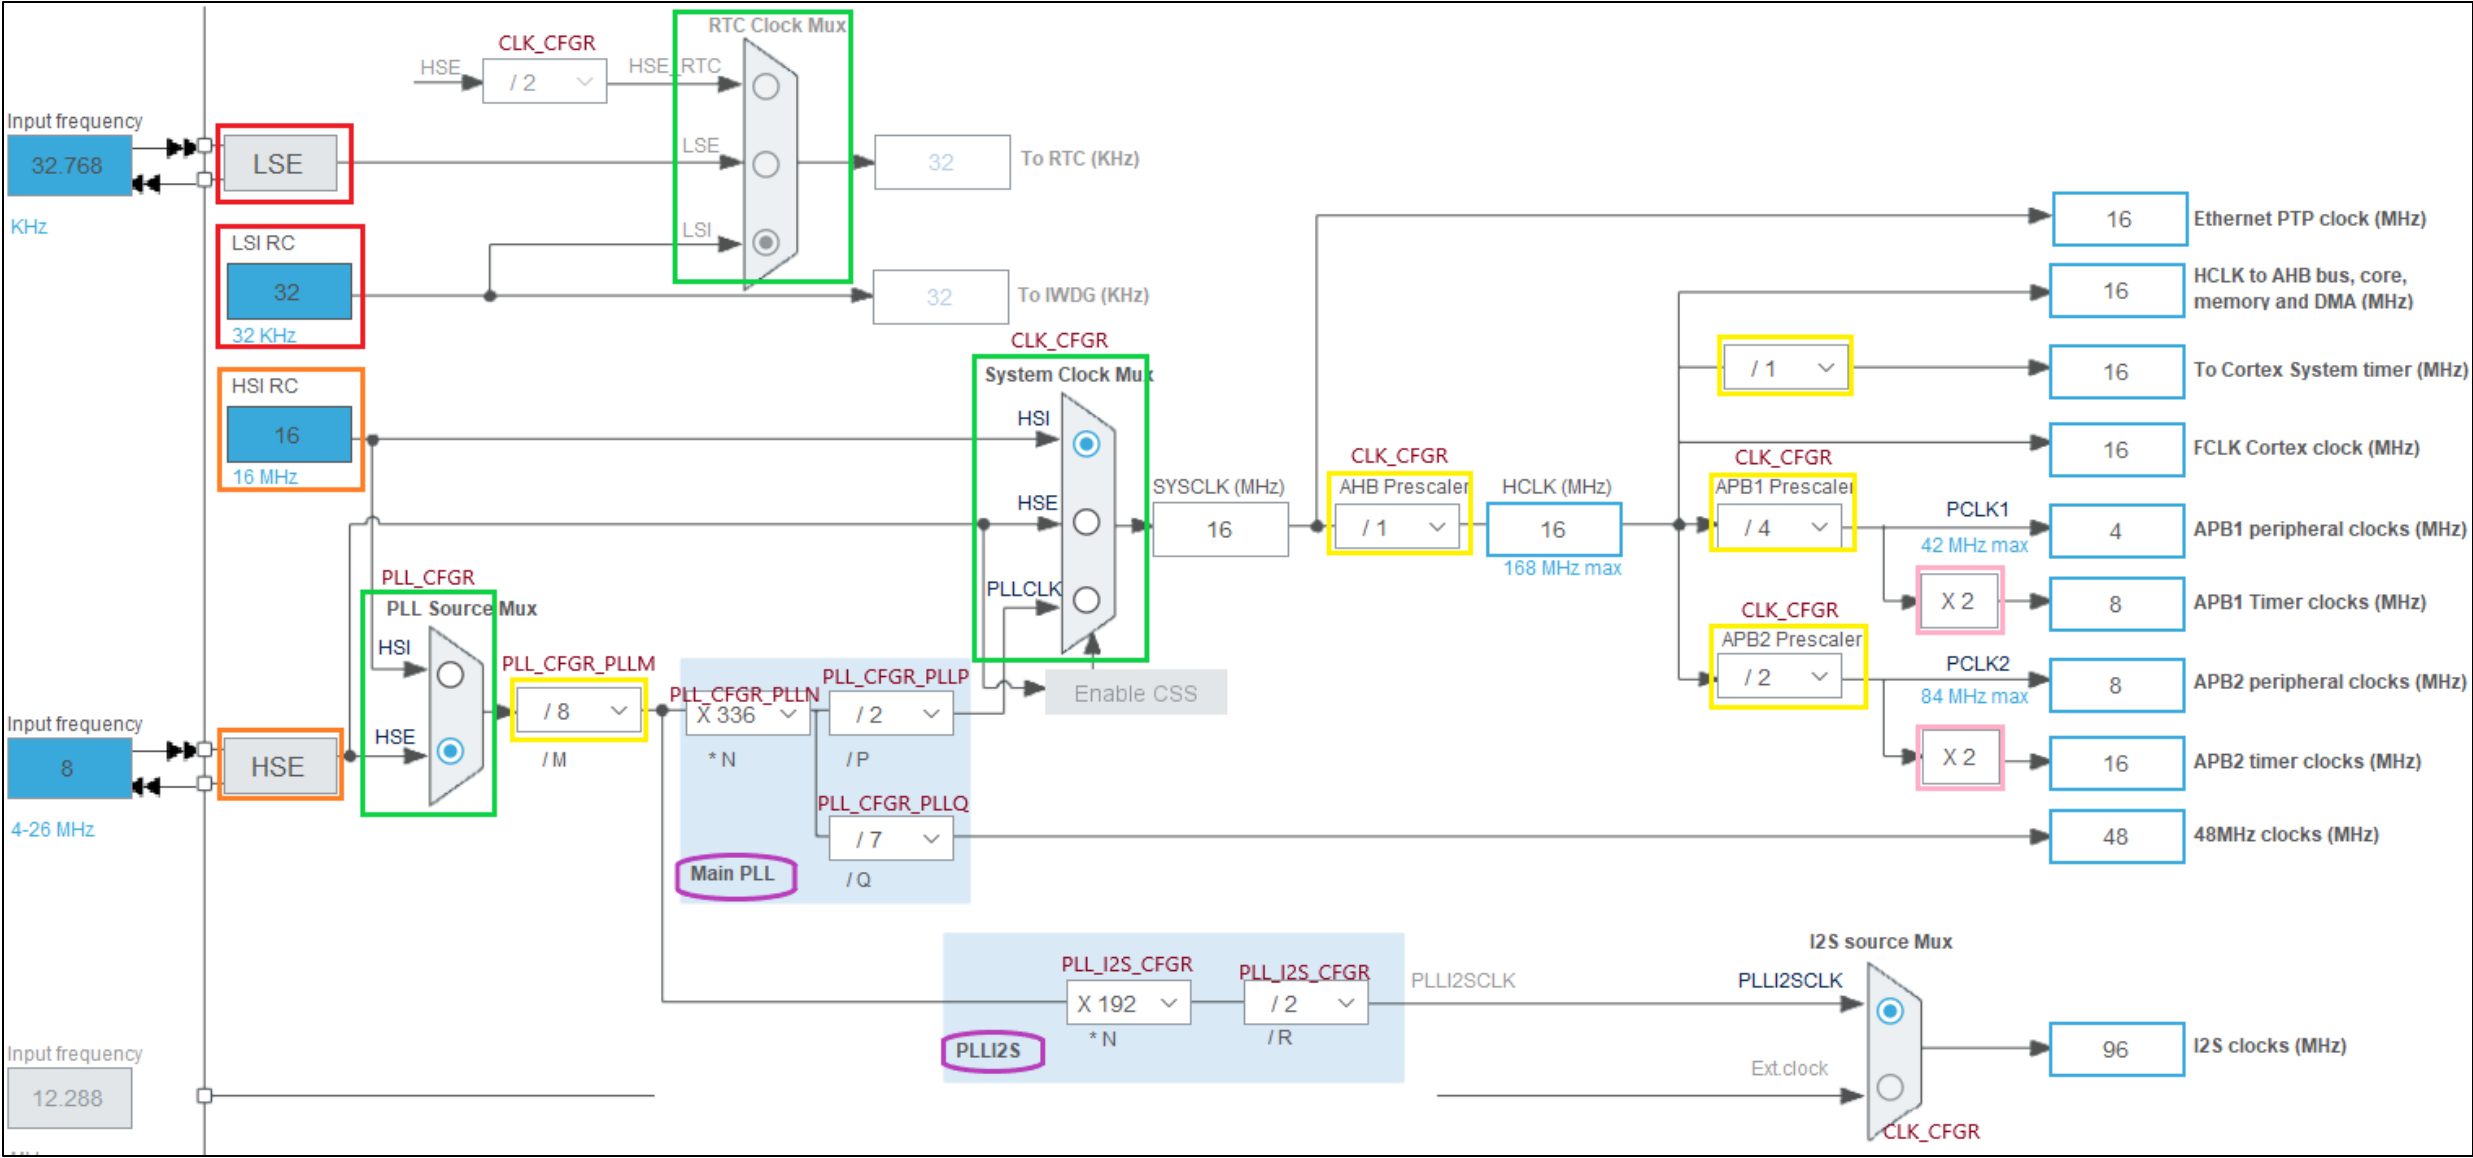 RTC Clock Mux
CLK_CFGR
HSE
/ 2
HSE_RTC
Input frequency
32.768
LSE
LSE
32
To RTC (KHz)
KHz
LSI RC
LSI
32
32 KHz
32
To IWDG (KHz)
16
Ethernet PTP clock (MHz)
16
HCLK to AHB bus, core,
memory and DMA (MHz)
CLK_CFGR
System Clock Mux
HSI RC
16
16 MHz
HSI
HSE
PLLCLK
/ 1
16
To Cortex System timer (MHz)
16
FCLK Cortex clock (MHz)
SYSCLK (MHz)
16
CLK_CFGR
AHB Prescaler
/ 1
HCLK (MHz)
16
168 MHz max
CLK_CFGR
APB1 Prescaler
/ 4
PCLK1
42 MHz max
4
APB1 peripheral clocks (MHz)
X 2
8
APB1 Timer clocks (MHz)
CLK_CFGR
APB2 Prescaler
/ 2
PCLK2
84 MHz max
8
APB2 peripheral clocks (MHz)
X 2
16
APB2 timer clocks (MHz)
PLL_CFGR
PLL Source Mux
HSI
HSE
Input frequency
8
HSE
4-26 MHz
PLL_CFGR_PLLM
/ 8
/ M
PLL_CFGR_PLLN
X 336
* N
PLL_CFGR_PLLP
/ 2
/ P
Enable CSS
PLL_CFGR_PLLQ
/ 7
/ Q
Main PLL
48
48MHz clocks (MHz)
PLL_I2S_CFGR
X 192
* N
PLL_I2S_CFGR
/ 2
/ R
PLLI2S
PLLI2SCLK
I2S source Mux
PLLI2SCLK
96
I2S clocks (MHz)
Ext.clock
CLK_CFGR
Input frequency
12.288